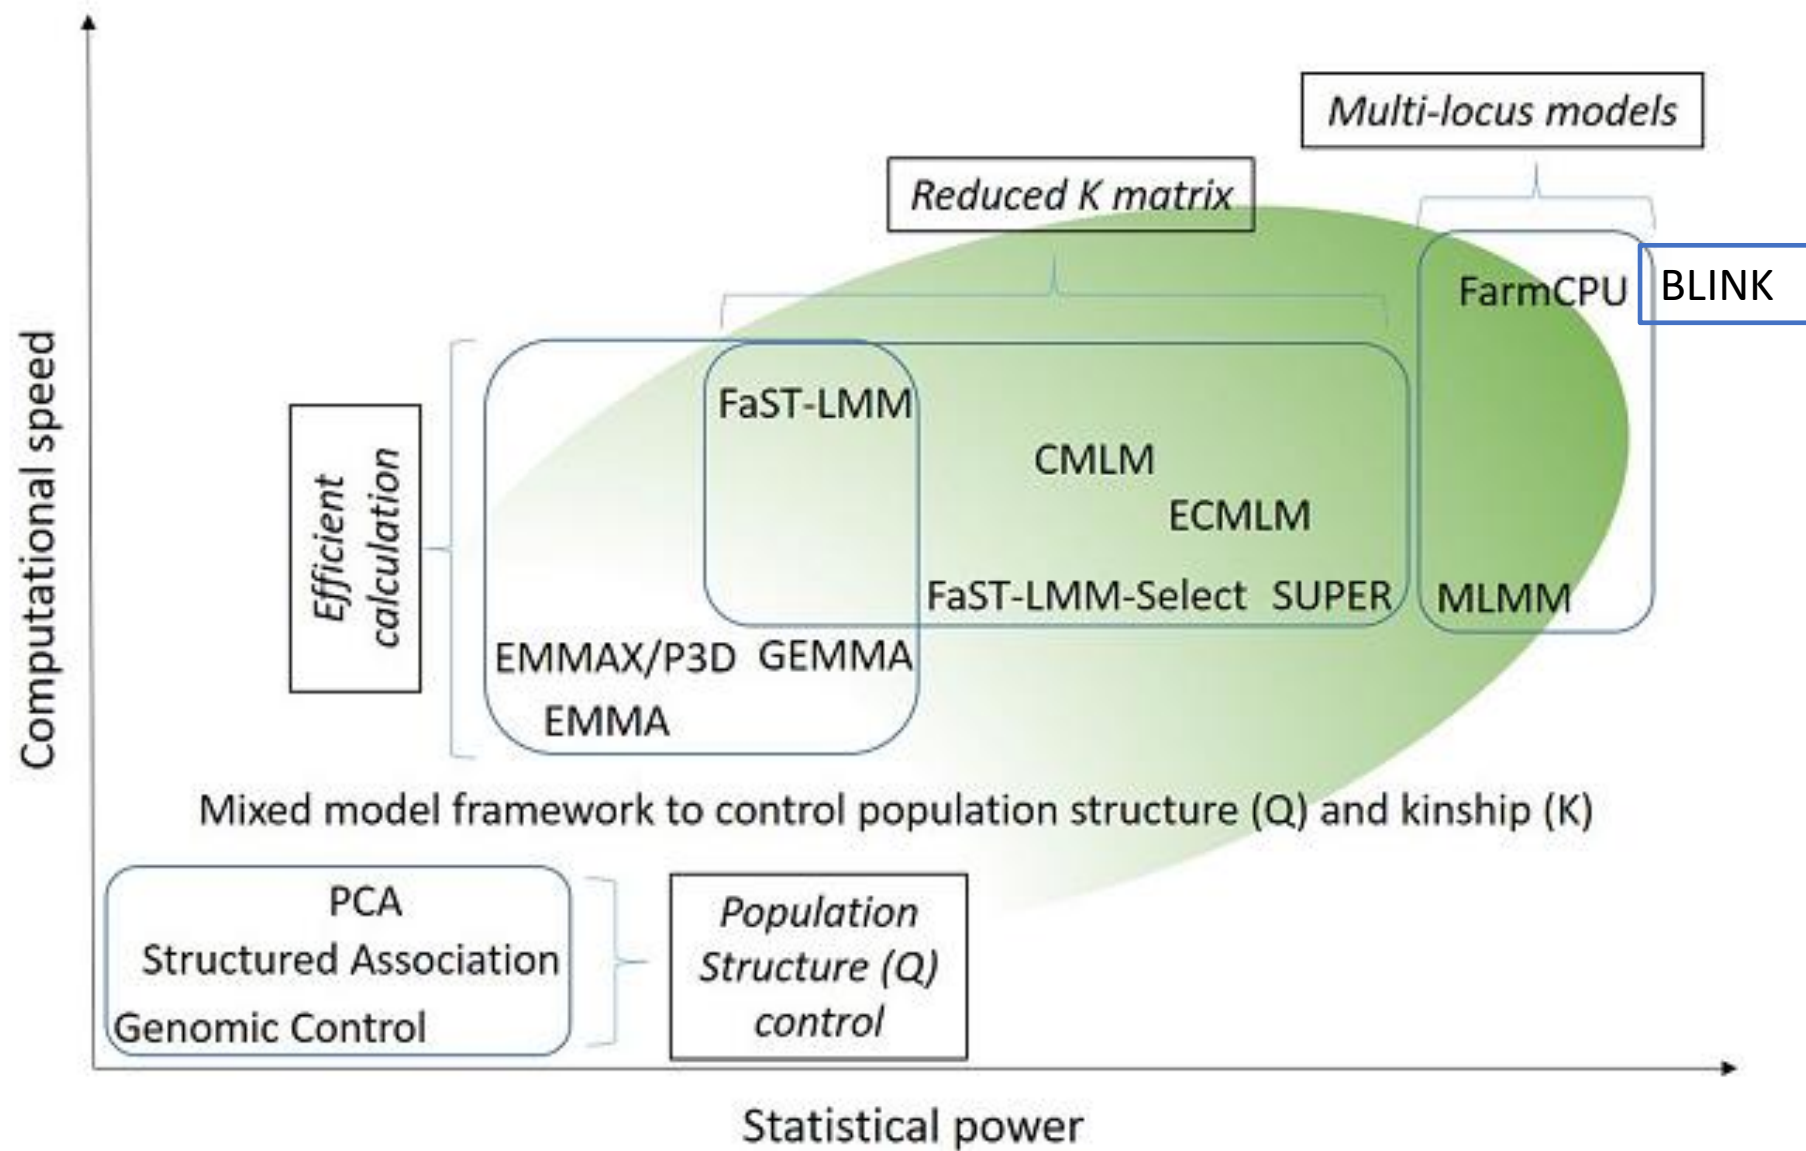 Multi-locus models
Reduced K matrix
FarmCPU
BLINK
FaST-LMM
CMLM
ECMLM
FaST-LMM-Select SUPER
MLMM
Efficient
calculation
EMMAX/P3D GEMMA
EMMA
Mixed model framework to control population structure (Q) and kinship (K)
PCA
Structured Association
Genomic Control
Population
Structure (Q)
control
Computational speed
Statistical power